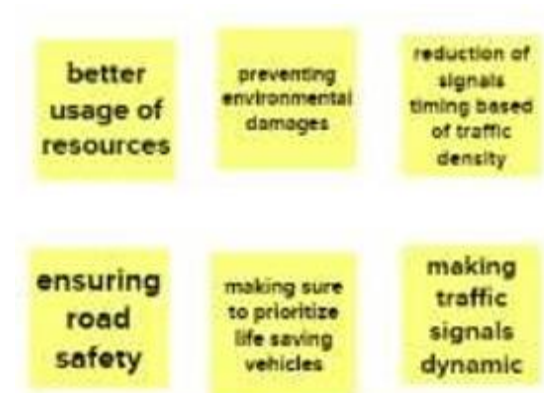 better
usage of
resources
preventing
environmental
damages
reduction of
signals
timing based
of traffic
density
ensuring
road
safety
making sure
to prioritize
life saving
vehicles
making
traffic
signals
dynamic